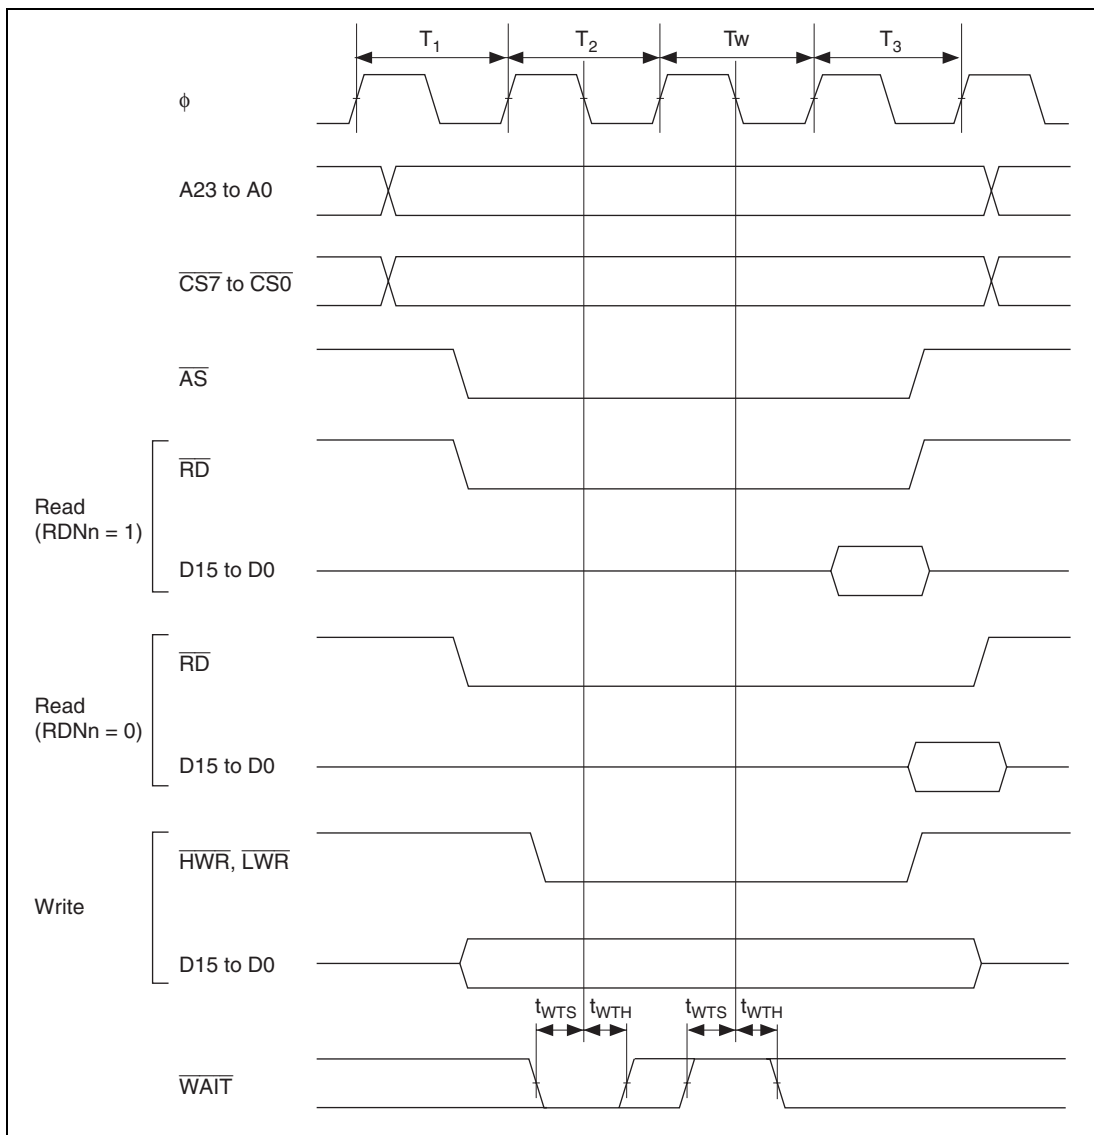 T1 T2 Tw T3
ϕ
A23 to A0
CS7 to CS0
AS
RD
Read
(RDNn = 1)
D15 to D0
RD
Read
(RDNn = 0)
D15 to D0
HWR, LWR
Write
D15 to D0
tWTS tWTH tWTS tWTH
WAIT